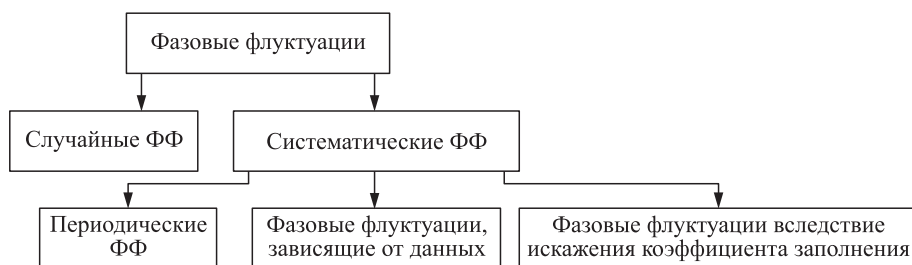 Фазовые флуктуации
Случайные ФФ
Систематические ФФ
Периодические
ФФ
Фазовые флуктуации,
зависящие от данных
Фазовые флуктуации вследствие
искажения коэффициента заполнения